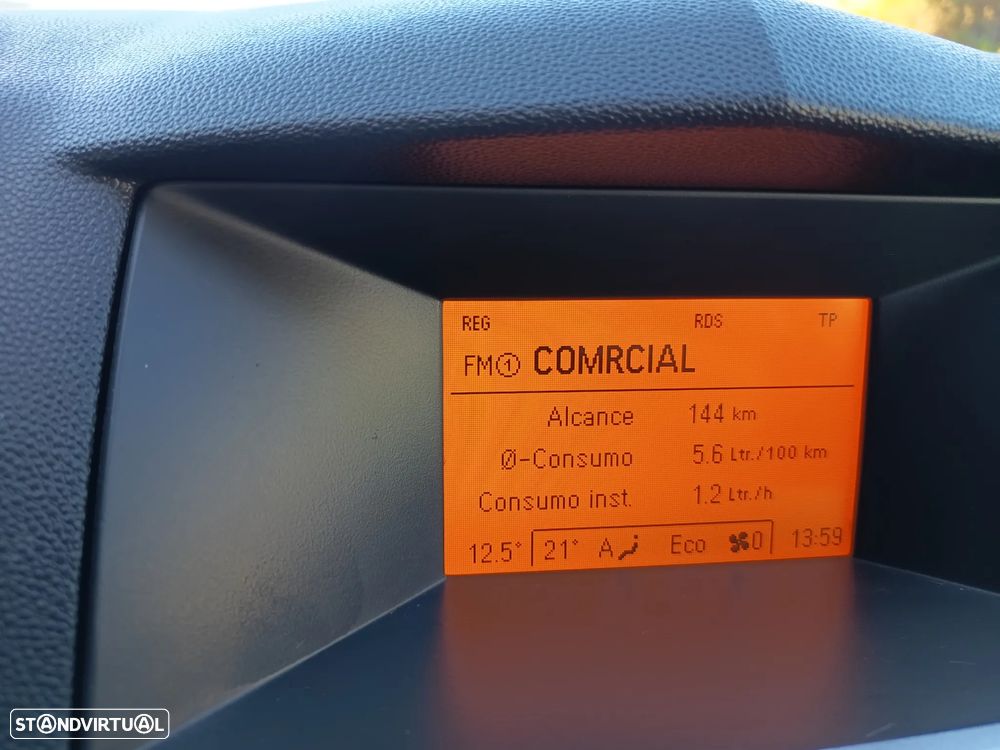 REG RDS TP
FM① COMRCIAL
Alcance 144 km
Ø-Consumo 5.6 Ltr./100 km
Consumo inst. 1.2 Ltr./h
12.5° 21° A Eco 0 13:59
STANDVIRTUAL